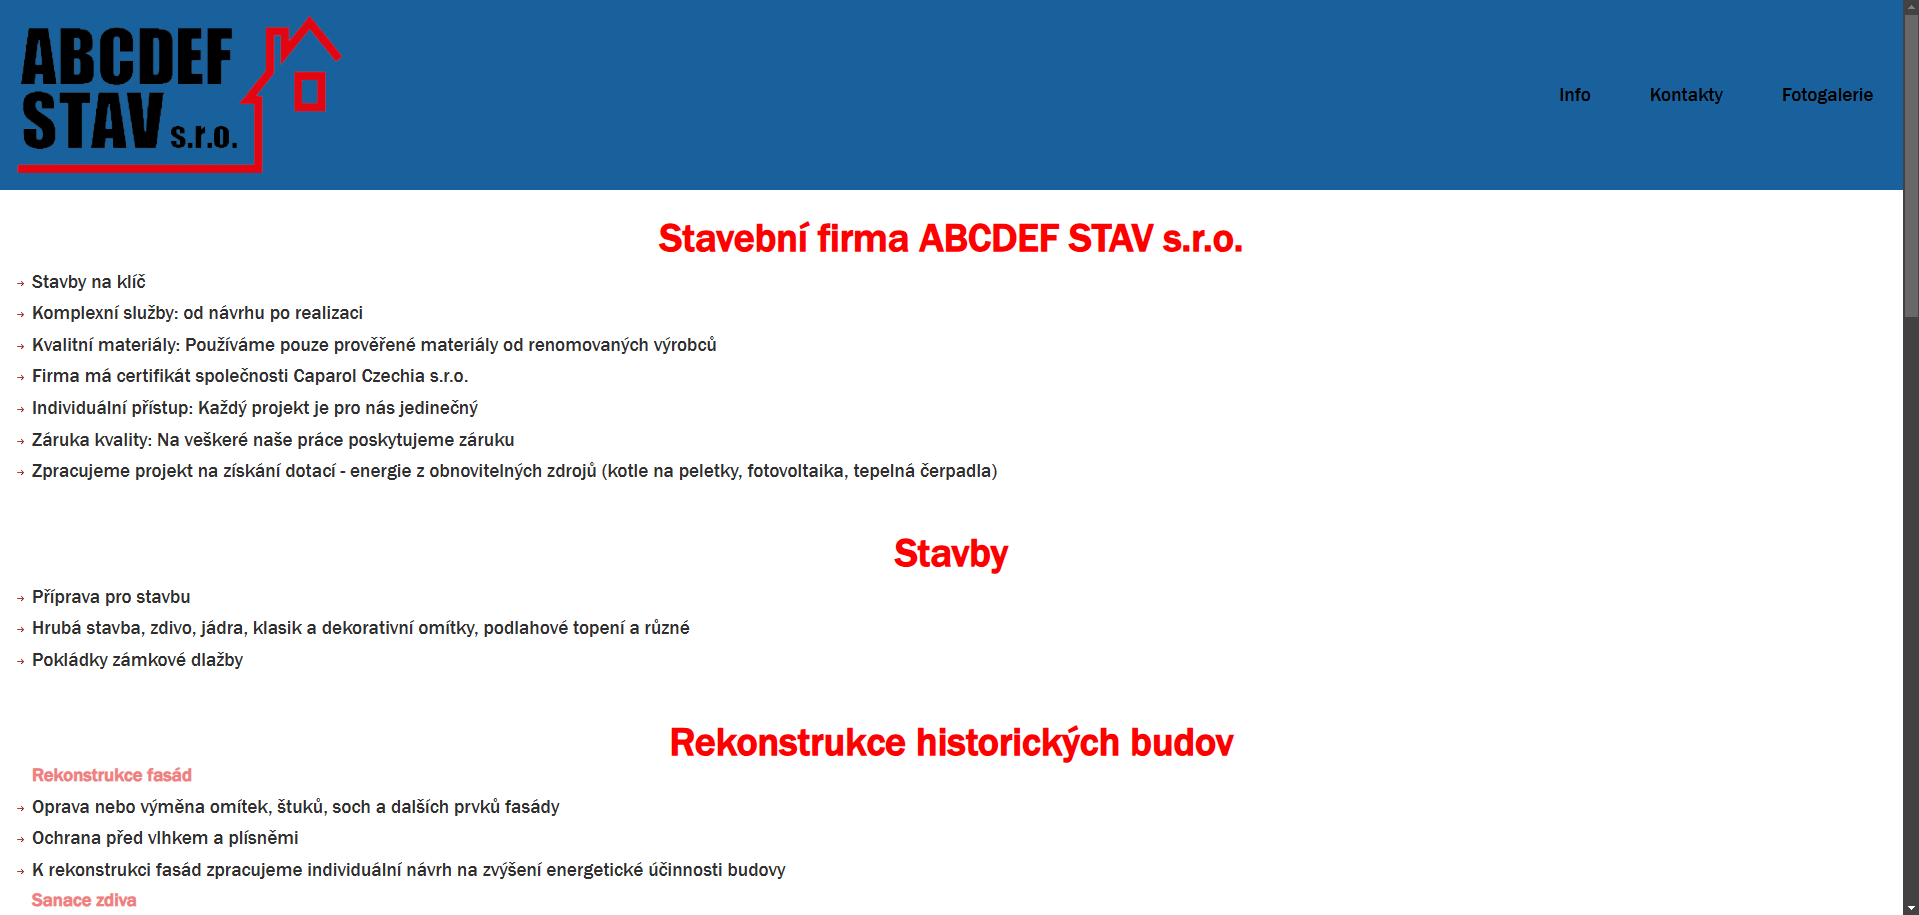 ABCDEF
STAV s.r.o.
Info
Kontakty
Fotogalerie
Stavební firma ABCDEF STAV s.r.o.
Stavby na klíč
Komplexní služby: od návrhu po realizaci
Kvalitní materiály: Používáme pouze prověřené materiály od renomovaných výrobců
Firma má certifikát společnosti Caparol Czechia s.r.o.
Individuální přístup: Každý projekt je pro nás jedinečný
Záruka kvality: Na veškeré naše práce poskytujeme záruku
Zpracujeme projekt na získání dotací - energie z obnovitelných zdrojů (kotle na peletky, fotovoltaika, tepelná čerpadla)
Stavby
Příprava pro stavbu
Hrubá stavba, zdivo, jádra, klasik a dekorativní omítky, podlahové topení a různé
Pokládky zámkové dlažby
Rekonstrukce historických budov
Rekonstrukce fasád
Oprava nebo výměna omítek, štuků, soch a dalších prvků fasády
Ochrana před vlhkem a plísněmi
K rekonstrukci fasád zpracujeme individuální návrh na zvýšení energetické účinnosti budovy
Sanace zdiva